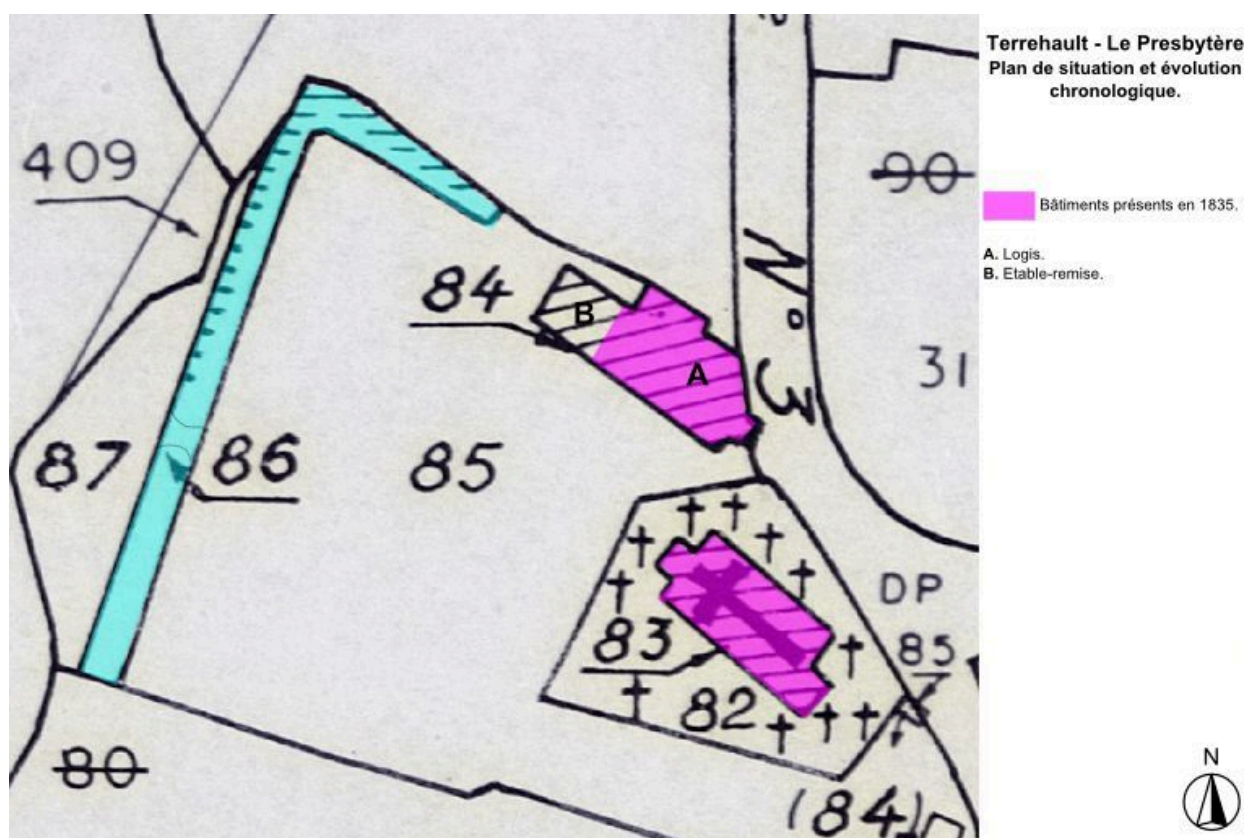 Terrehault - Le Presbytère
Plan de situation et évolution
chronologique.
Bâtiments présents en 1835.
A. Logis.
B. Etable-remise.
409
90
N° 3
84
B
A
31
87
86
85
DP
85
83
82
80
(84)
N